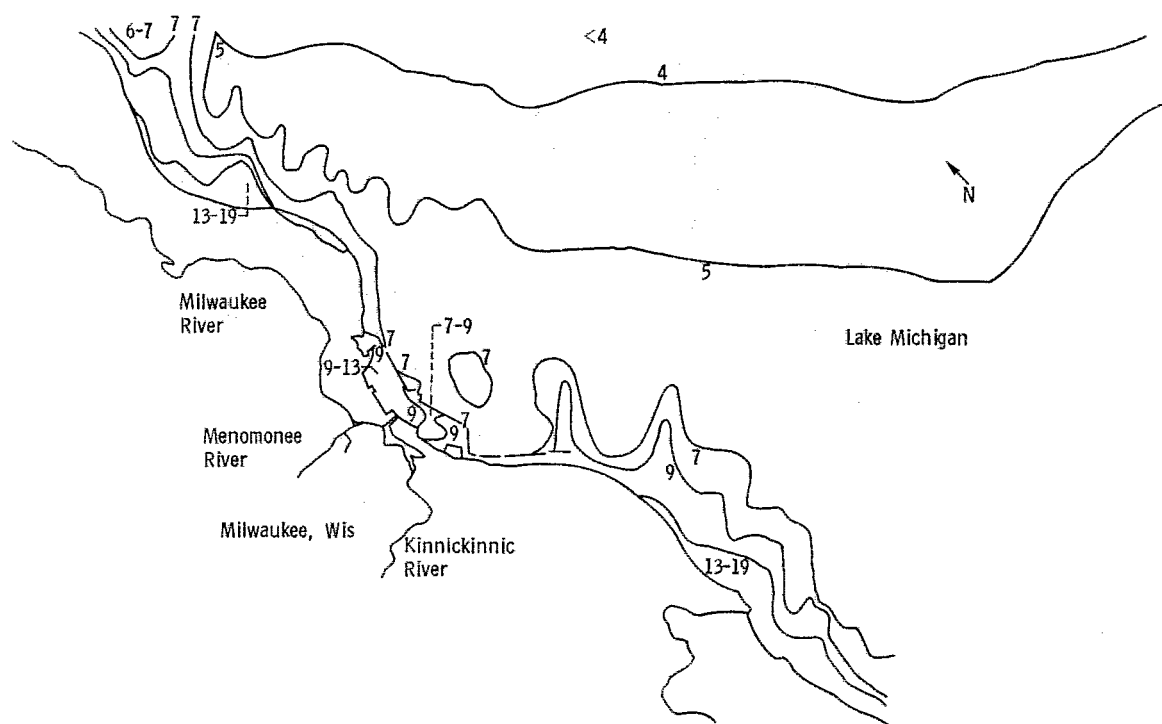 6-7
7
7
5
<4
4
N
13-19
5
Milwaukee
River
7-9
Lake Michigan
7
9
7
7
9-13
9
7
9
Menomonee
River
7
9
Milwaukee, Wis
Kinnickinnic
River
13-19